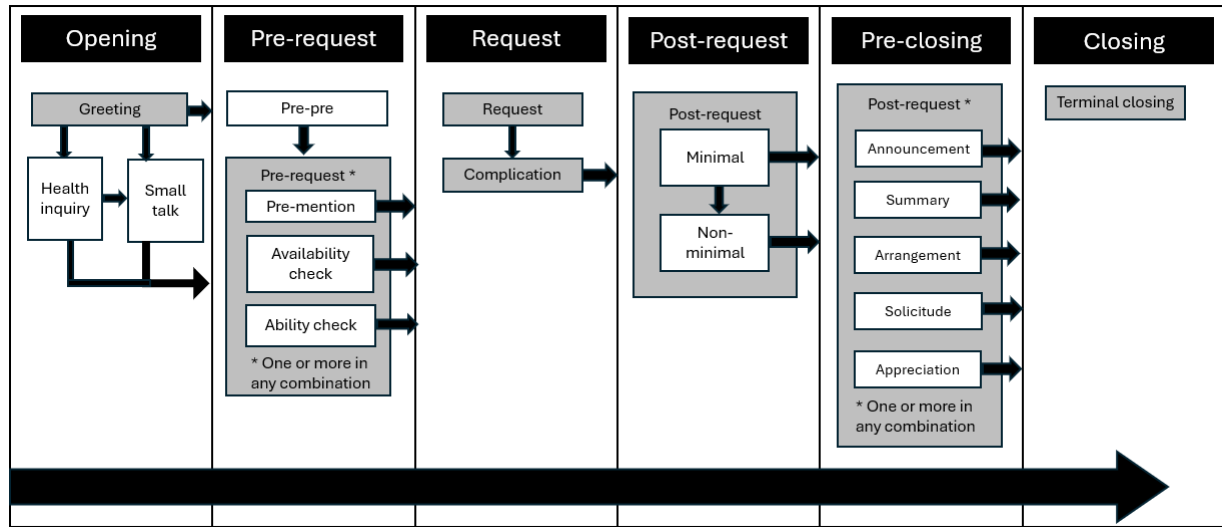 Opening
Pre-request
Request
Post-request
Pre-closing
Closing
Greeting
Health
inquiry
Small
talk
Pre-pre
Pre-request *
Pre-mention
Availability
check
Ability check
* One or more in
any combination
Request
Complication
Post-request
Minimal
Non-
minimal
Post-request *
Announcement
Summary
Arrangement
Solicitude
Appreciation
* One or more in
any combination
Terminal closing